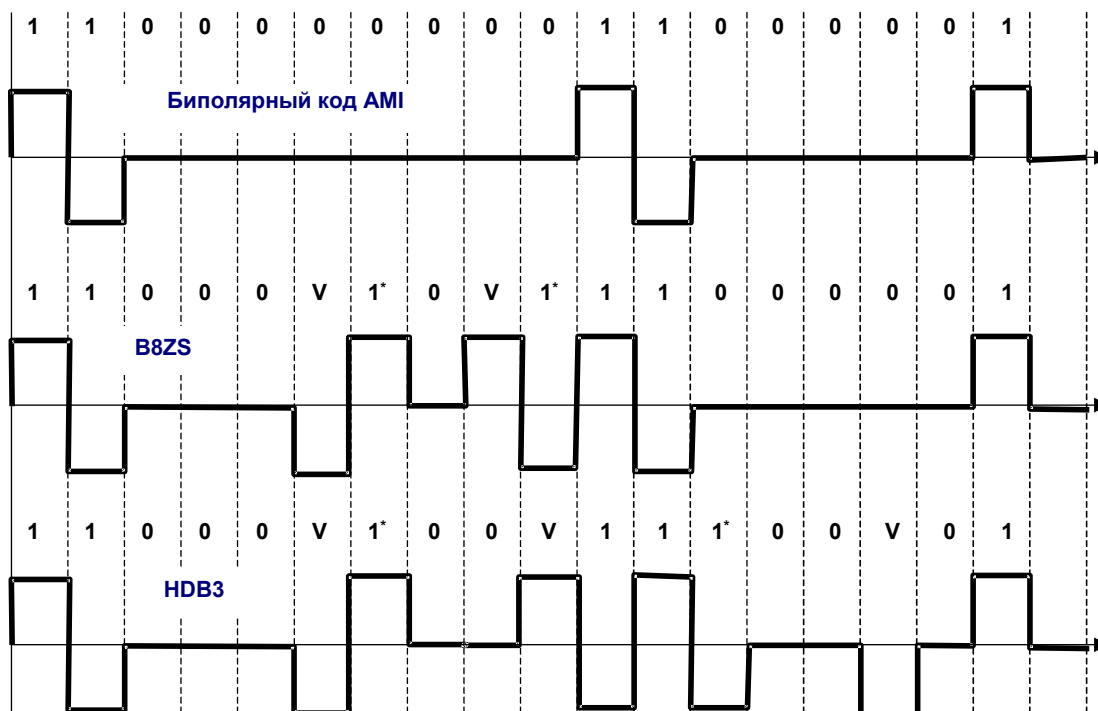 1 1 0 0 0 0 0 0 0 0 1 1 0 0 0 0 0 1
Биполярный код AMI
1 1 0 0 0 V 1* 0 V 1* 1 1 0 0 0 0 0 1
B8ZS
1 1 0 0 0 V 1* 0 0 V 1 1 1* 0 0 V 0 1
HDB3